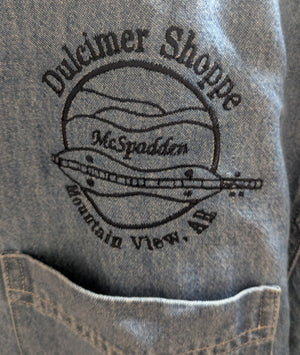 Dulcimer Shoppe
McSpadden
Mountain View, AR